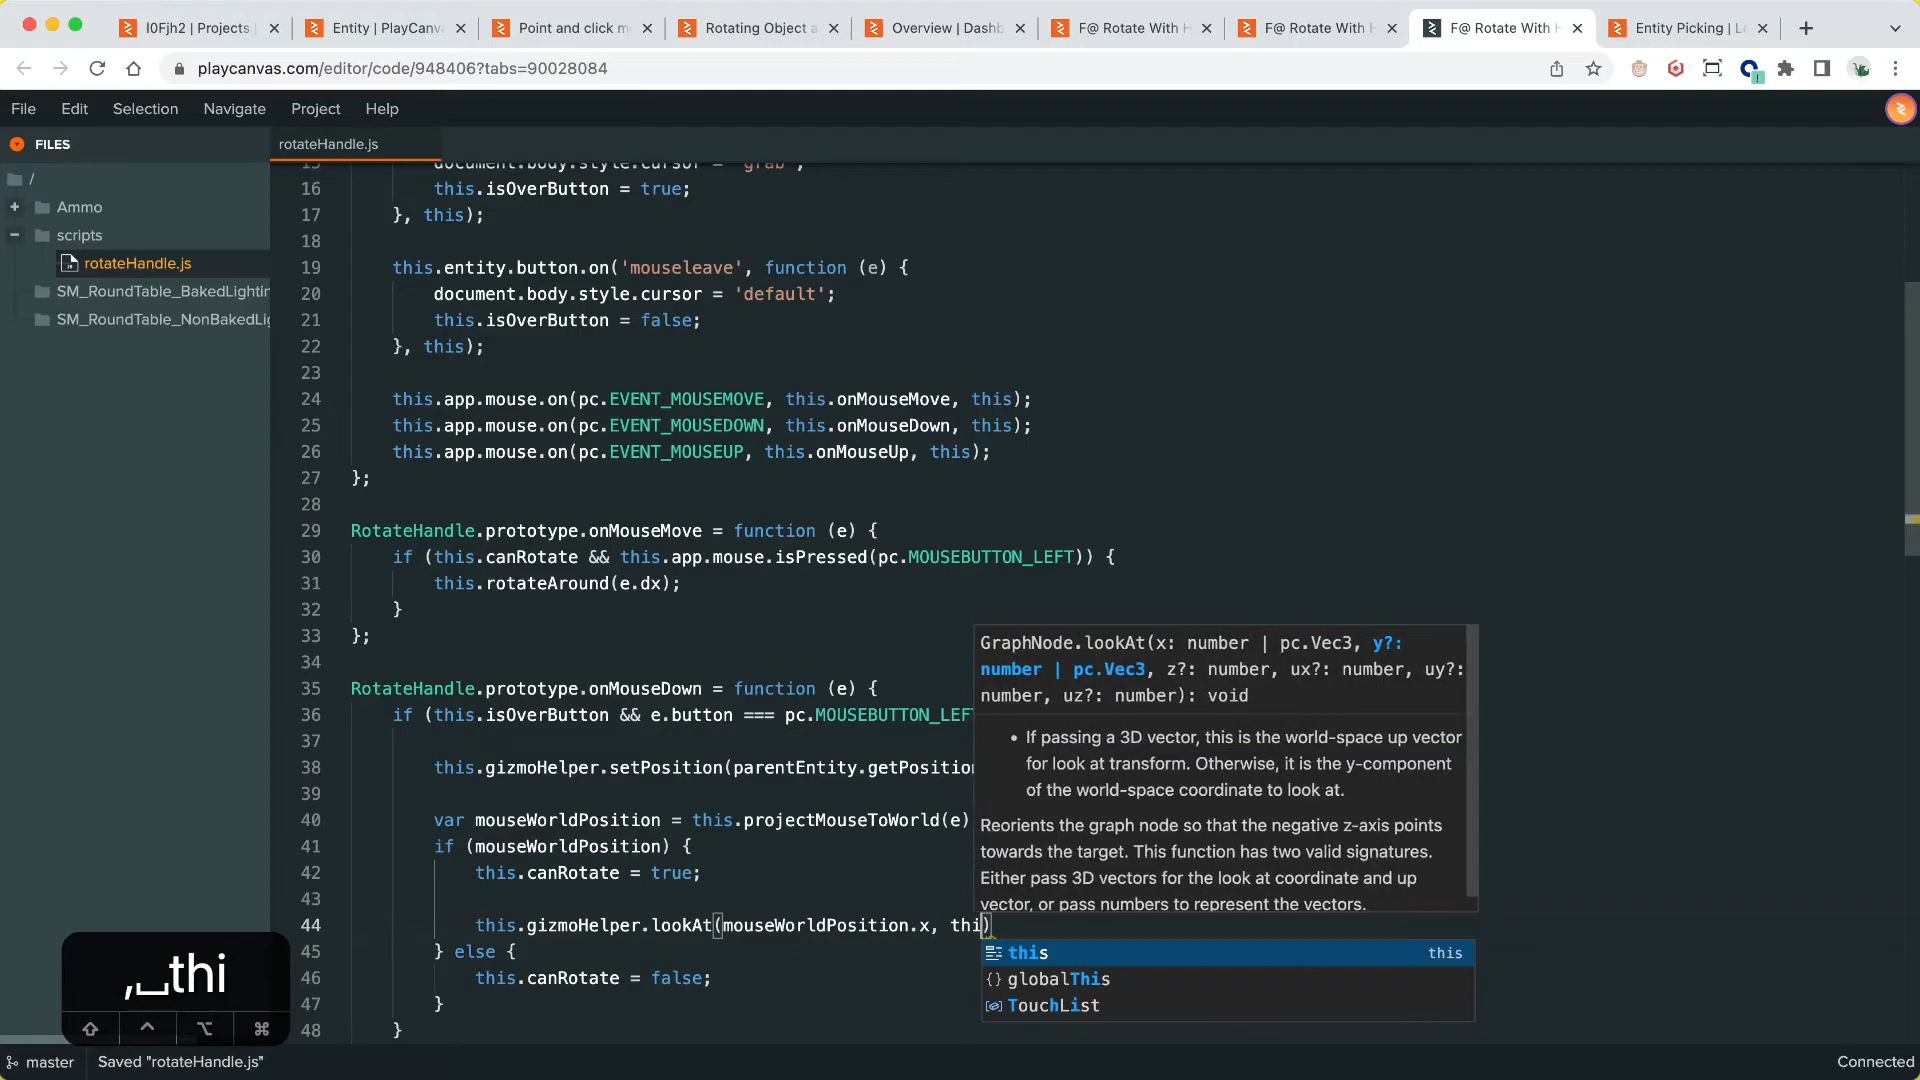 I0Fjh2 | Projects
Entity | PlayCanva
Point and click m
Rotating Object a
Overview | Dashb
F@ Rotate With H
F@ Rotate With H
F@ Rotate With H
Entity Picking | Le
playcanvas.com/editor/code/948406?tabs=90028084
File Edit Selection Navigate Project Help
FILES
rotateHandle.js
/
Ammo
scripts
rotateHandle.js
SM_RoundTable_BakedLightin
SM_RoundTable_NonBakedLig
15 document.body.style.cursor = 'grab';
16 this.isOverButton = true;
17 }, this);
18
19 this.entity.button.on('mouseleave', function (e) {
20 document.body.style.cursor = 'default';
21 this.isOverButton = false;
22 }, this);
23
24 this.app.mouse.on(pc.EVENT_MOUSEMOVE, this.onMouseMove, this);
25 this.app.mouse.on(pc.EVENT_MOUSEDOWN, this.onMouseDown, this);
26 this.app.mouse.on(pc.EVENT_MOUSEUP, this.onMouseUp, this);
27 };
28
29 RotateHandle.prototype.onMouseMove = function (e) {
30 if (this.canRotate && this.app.mouse.isPressed(pc.MOUSEBUTTON_LEFT)) {
31 this.rotateAround(e.dx);
32 }
33 };
34
35 RotateHandle.prototype.onMouseDown = function (e) {
36 if (this.isOverButton && e.button === pc.MOUSEBUTTON_LEFT
37
38 this.gizmoHelper.setPosition(parentEntity.getPosition
39
40 var mouseWorldPosition = this.projectMouseToWorld(e)
41 if (mouseWorldPosition) {
42 this.canRotate = true;
43
44 this.gizmoHelper.lookAt(mouseWorldPosition.x, thi)
45 } else {
46 this.canRotate = false;
47 }
48 }
GraphNode.lookAt(x: number | pc.Vec3, y?:
number | pc.Vec3, z?: number, ux?: number, uy?:
number, uz?: number): void
• If passing a 3D vector, this is the world-space up vector
for look at transform. Otherwise, it is the y-component
of the world-space coordinate to look at.
Reorients the graph node so that the negative z-axis points
towards the target. This function has two valid signatures.
Either pass 3D vectors for the look at coordinate and up
vector, or pass numbers to represent the vectors.
this this
globalThis
TouchList
,␣thi
⇧ ^ ⌥ ⌘
master Saved "rotateHandle.js" Connected